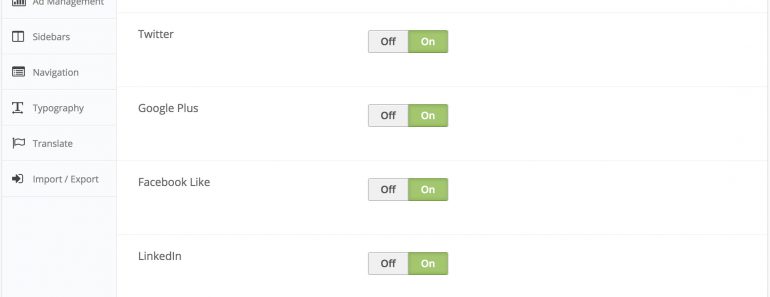 Ad Management
Sidebars
Navigation
Typography
Translate
Import / Export
Twitter
Off On
Google Plus
Off On
Facebook Like
Off On
LinkedIn
Off On